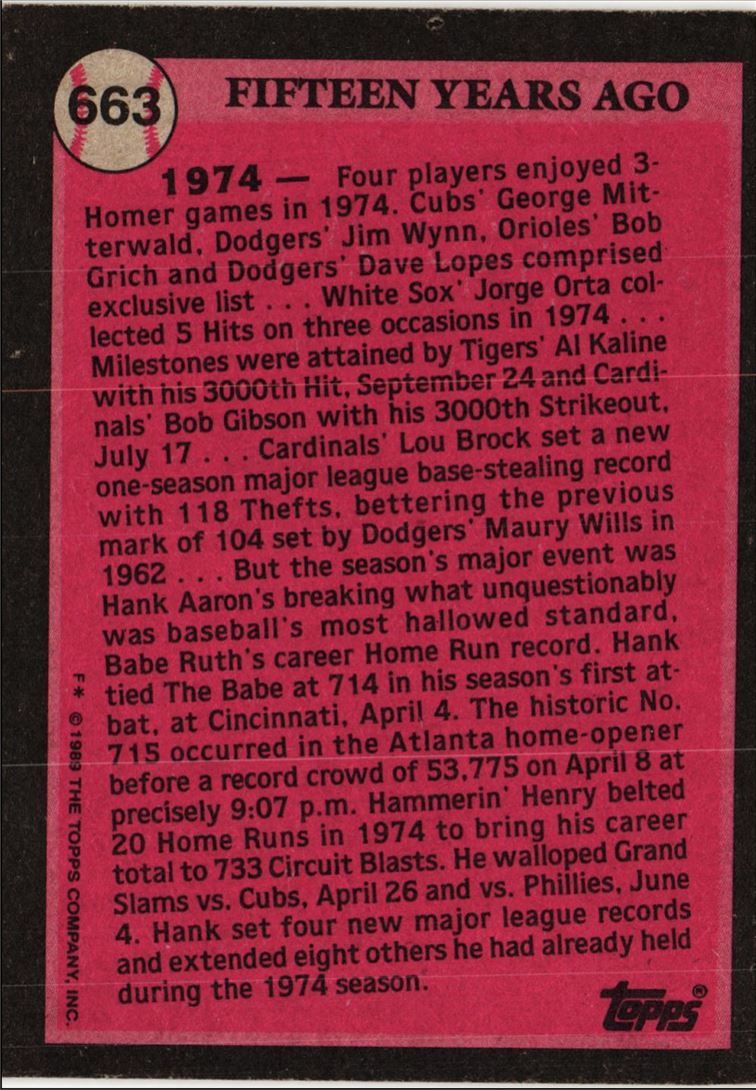 663
FIFTEEN YEARS AGO
1974 — Four players enjoyed 3-
Homer games in 1974. Cubs' George Mit-
terwald, Dodgers' Jim Wynn, Orioles' Bob
Grich and Dodgers' Dave Lopes comprised
exclusive list . . . White Sox' Jorge Orta col-
lected 5 Hits on three occasions in 1974 . . .
Milestones were attained by Tigers' Al Kaline
with his 3000th Hit, September 24 and Cardi-
nals' Bob Gibson with his 3000th Strikeout,
July 17 . . . Cardinals' Lou Brock set a new
one-season major league base-stealing record
with 118 Thefts, bettering the previous
mark of 104 set by Dodgers' Maury Wills in
1962 . . . But the season's major event was
Hank Aaron's breaking what unquestionably
was baseball's most hallowed standard,
Babe Ruth's career Home Run record. Hank
tied The Babe at 714 in his season's first at-
bat, at Cincinnati, April 4. The historic No.
715 occurred in the Atlanta home-opener
before a record crowd of 53,775 on April 8 at
precisely 9:07 p.m. Hammerin' Henry belted
20 Home Runs in 1974 to bring his career
total to 733 Circuit Blasts. He walloped Grand
Slams vs. Cubs, April 26 and vs. Phillies, June
4. Hank set four new major league records
and extended eight others he had already held
during the 1974 season.
F* © 1989 THE TOPPS COMPANY, INC.
topps®